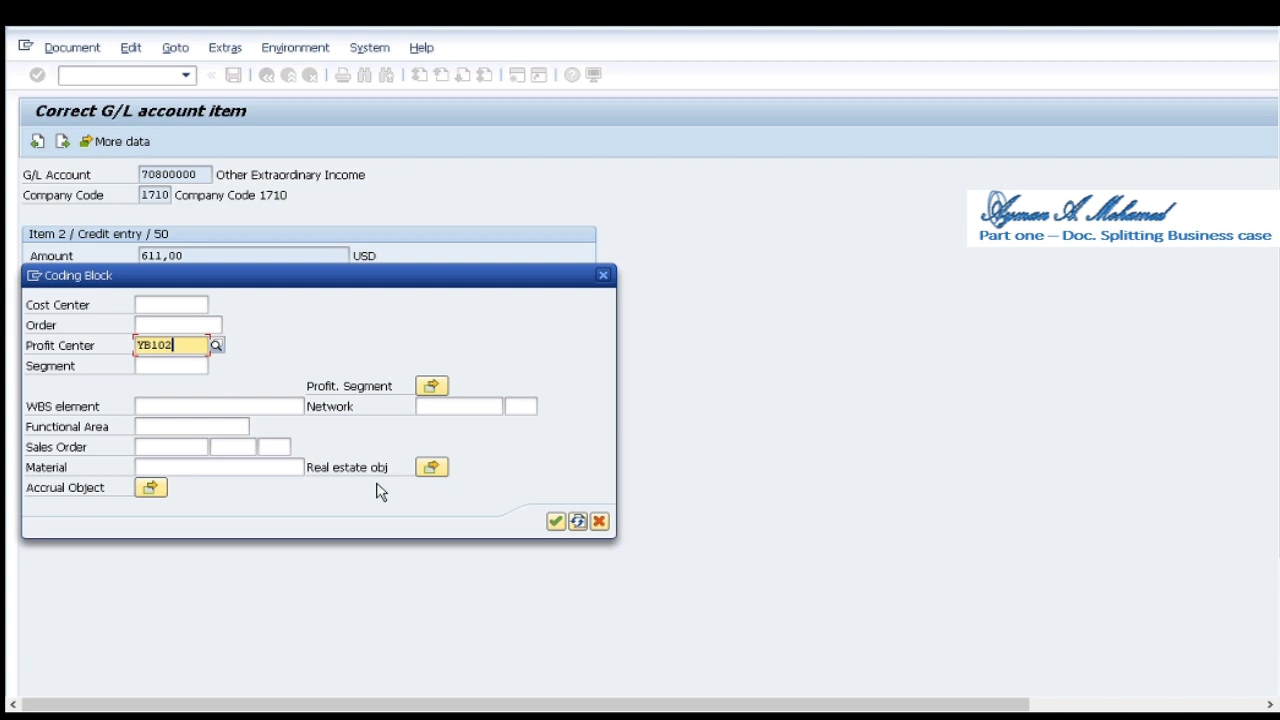 Document Edit Goto Extras Environment System Help
Correct G/L account item
More data
G/L Account 70800000 Other Extraordinary Income
Company Code 1710 Company Code 1710
Ayman A. Mohamed
Part one – Doc. Splitting Business case
Item 2 / Credit entry / 50
Amount 611,00 USD
Coding Block
Cost Center
Order
Profit Center YB102
Segment
Profit. Segment
WBS element Network
Functional Area
Sales Order
Material Real estate obj
Accrual Object